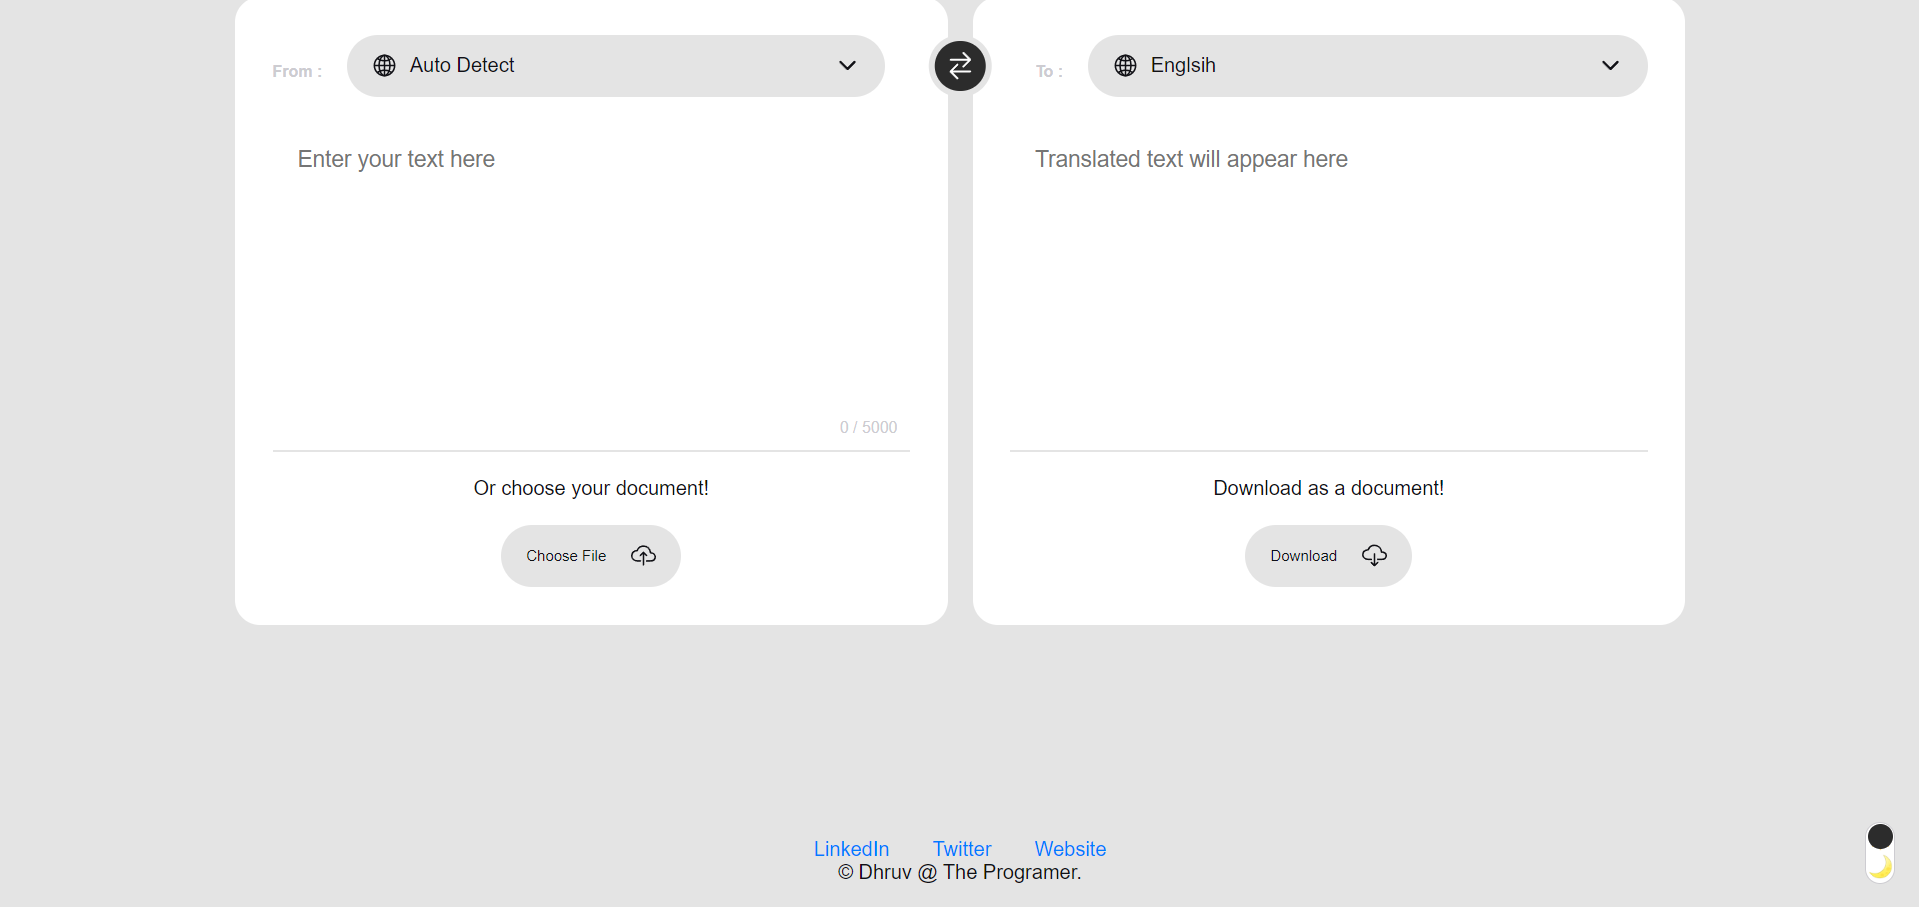 From :
Auto Detect
To :
Englsih
Enter your text here
Translated text will appear here
0 / 5000
Or choose your document!
Download as a document!
Choose File
Download
LinkedIn Twitter Website
© Dhruv @ The Programer.